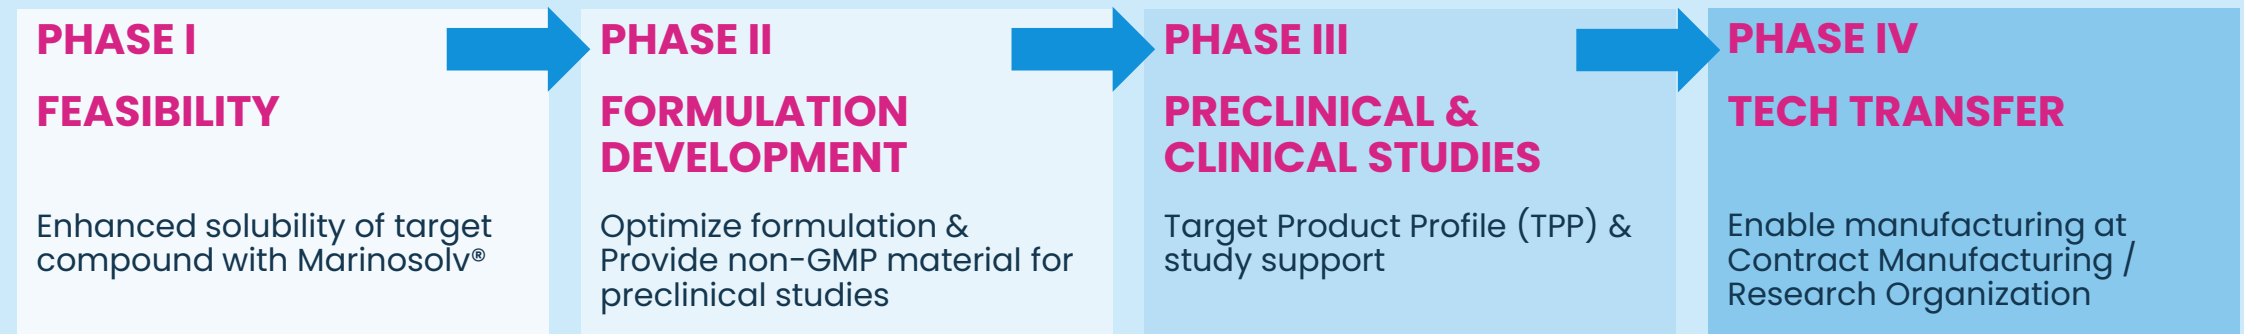 PHASE I
FEASIBILITY
Enhanced solubility of target
compound with Marinosolv®
PHASE II
FORMULATION
DEVELOPMENT
Optimize formulation &
Provide non-GMP material for
preclinical studies
PHASE III
PRECLINICAL &
CLINICAL STUDIES
Target Product Profile (TPP) &
study support
PHASE IV
TECH TRANSFER
Enable manufacturing at
Contract Manufacturing /
Research Organization